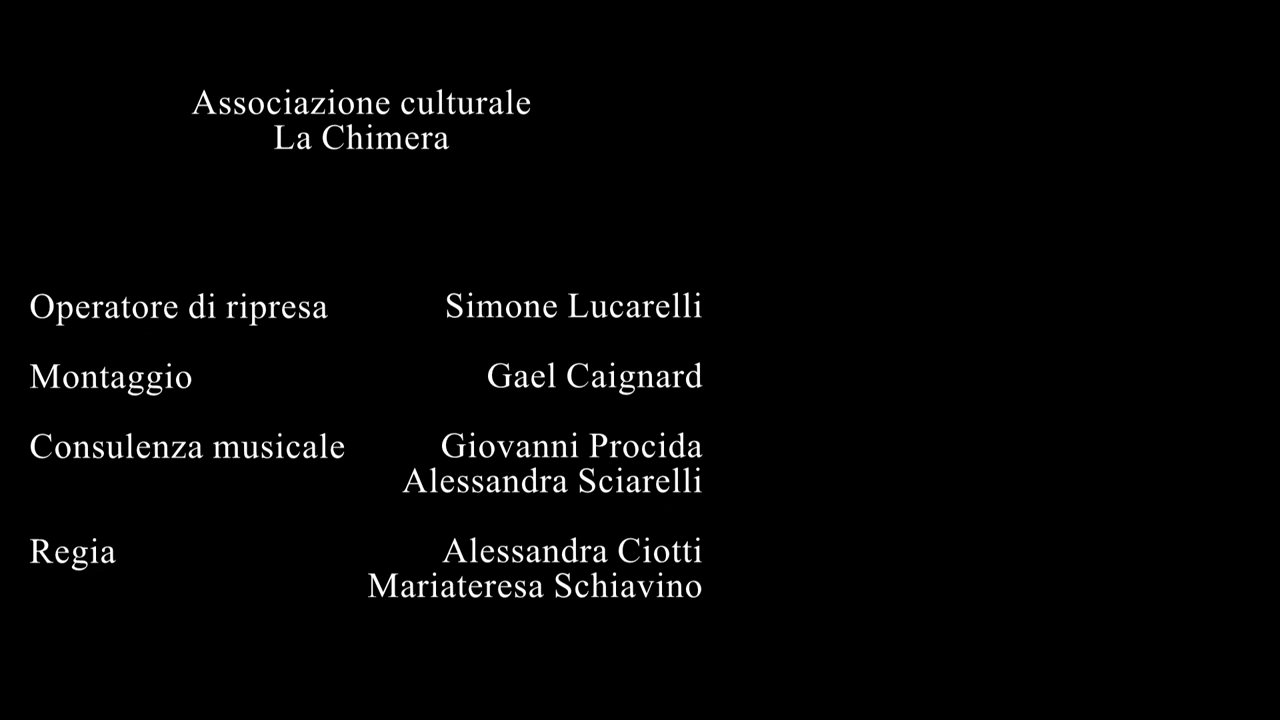 Associazione culturale
La Chimera
Operatore di ripresa Simone Lucarelli
Montaggio Gael Caignard
Consulenza musicale Giovanni Procida
Alessandra Sciarelli
Regia Alessandra Ciotti
Mariateresa Schiavino